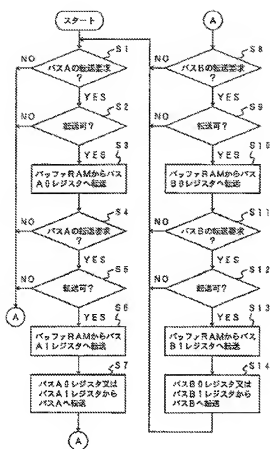 スタート
S1
バスAの転送要求
?
NO
YES
S2
転送可?
NO
YES
S3
バッファRAMからバス
A0レジスタへ転送
S4
バスAの転送要求
?
NO
YES
S5
転送可?
NO
YES
A
S6
バッファRAMからバス
A1レジスタへ転送
S7
バスA0レジスタ又は
バスA1レジスタから
バスAへ転送
A
A
S8
バスBの転送要求
?
NO
YES
S9
転送可?
NO
YES
S10
バッファRAMからバス
B0レジスタへ転送
S11
バスBの転送要求
?
NO
YES
S12
転送可?
NO
YES
S13
バッファRAMからバス
B1レジスタへ転送
S14
バスB0レジスタ又は
バスB1レジスタから
バスBへ転送